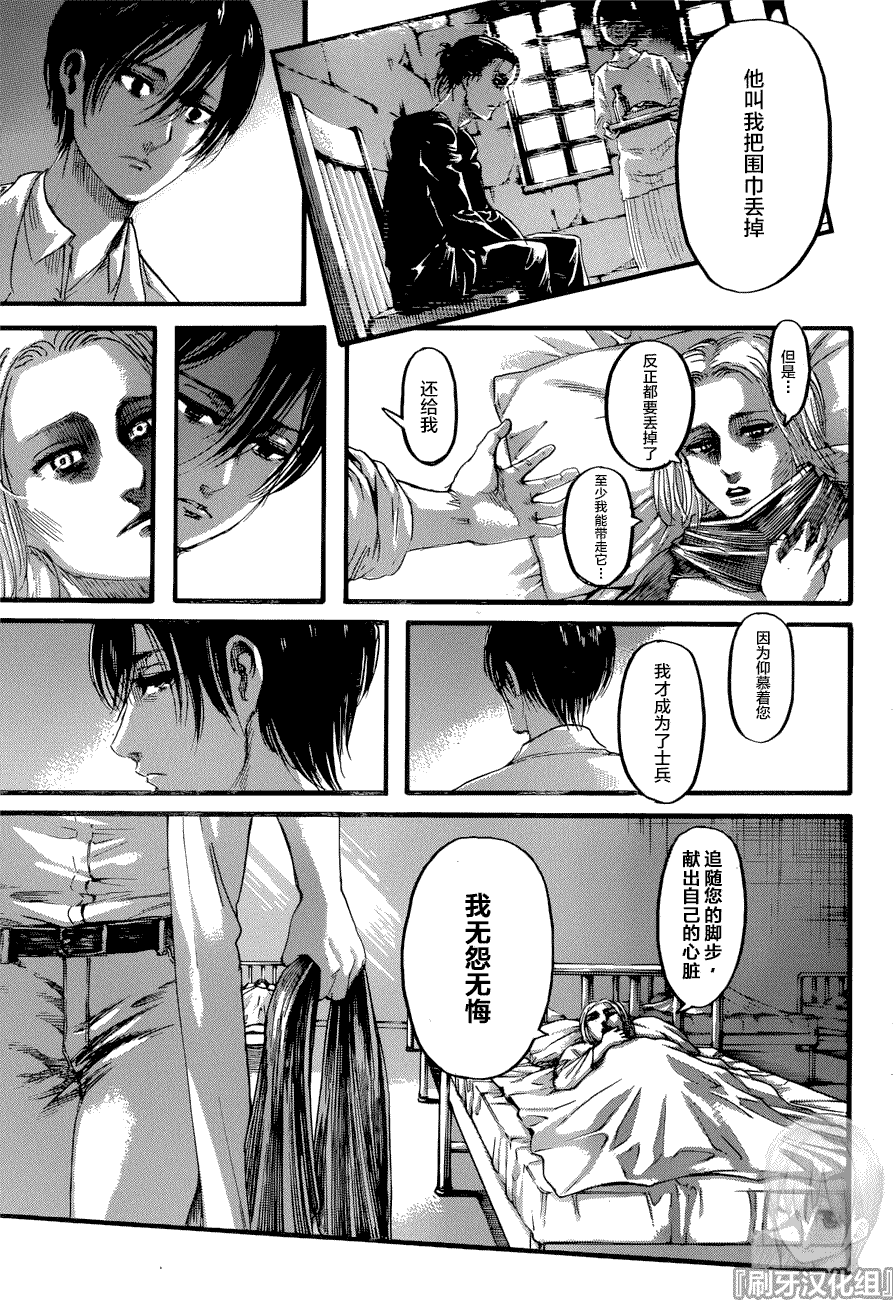 他叫我把围巾丢掉
但是…
反正都要丢掉了
至少我能带走它…
还给我
因为仰慕着您
我才成为了士兵
追随您的脚步，
献出自己的心脏
我无怨无悔
『刷牙汉化组』